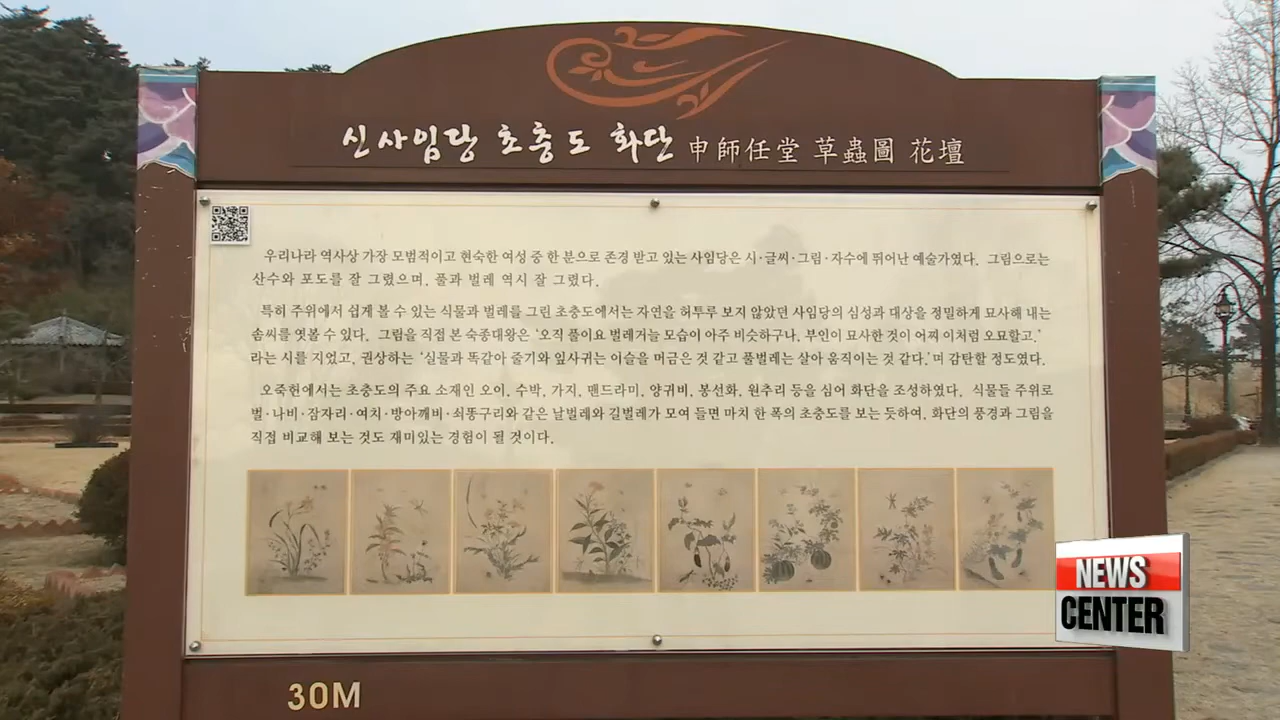 신사임당 초충도 화단 申師任堂 草蟲圖 花壇
우리나라 역사상 가장 모범적이고 현숙한 여성 중 한 분으로 존경 받고 있는 사임당은 시·글씨·그림·자수에 뛰어난 예술가였다. 그림으로는
산수와 포도를 잘 그렸으며, 풀과 벌레 역시 잘 그렸다.
특히 주위에서 쉽게 볼 수 있는 식물과 벌레를 그린 초충도에서는 자연을 허투루 보지 않았던 사임당의 심성과 대상을 정밀하게 묘사해 내는
솜씨를 엿볼 수 있다. 그림을 직접 본 숙종대왕은 '오직 풀이요 벌레거늘 모습이 아주 비슷하구나, 부인이 묘사한 것이 어찌 이처럼 오묘할고,'
라는 시를 지었고, 권상하는 '실물과 똑같아 줄기와 잎사귀는 이슬을 머금은 것 같고 풀벌레는 살아 움직이는 것 같다.'며 감탄할 정도였다.
오죽헌에서는 초충도의 주요 소재인 오이, 수박, 가지, 맨드라미, 양귀비, 봉선화, 원추리 등을 심어 화단을 조성하였다. 식물들 주위로
벌·나비·잠자리·여치·방아깨비·쇠똥구리와 같은 날벌레와 길벌레가 모여 들면 마치 한 폭의 초충도를 보는 듯하여, 화단의 풍경과 그림을
직접 비교해 보는 것도 재미있는 경험이 될 것이다.
NEWS
CENTER
30M